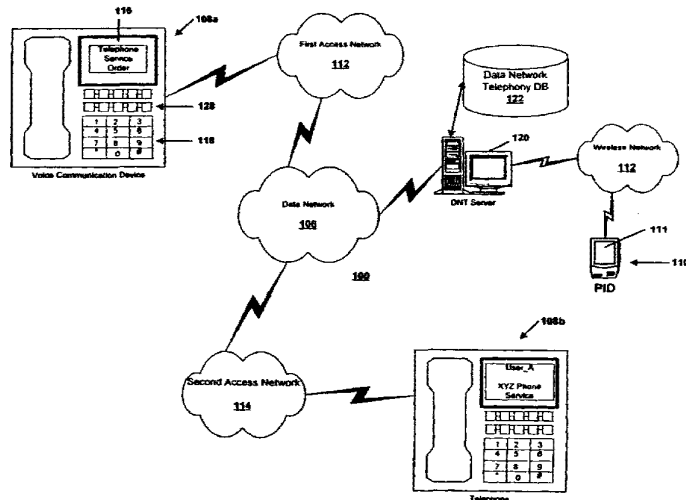 116
108a
Telephone
Service
Order
128
1 2 3
4 5 6
7 8 9
* 0 #
118
Voice Communication Device
First Access Network
112
Data Network
Telephony DB
122
120
DNT Server
Wireless Network
112
111
110
PID
Data Network
106
100
Second Access Network
114
108b
User_A
XYZ Phone
Service
1 2 3
4 5 6
7 8 9
* 0 #
Telephone